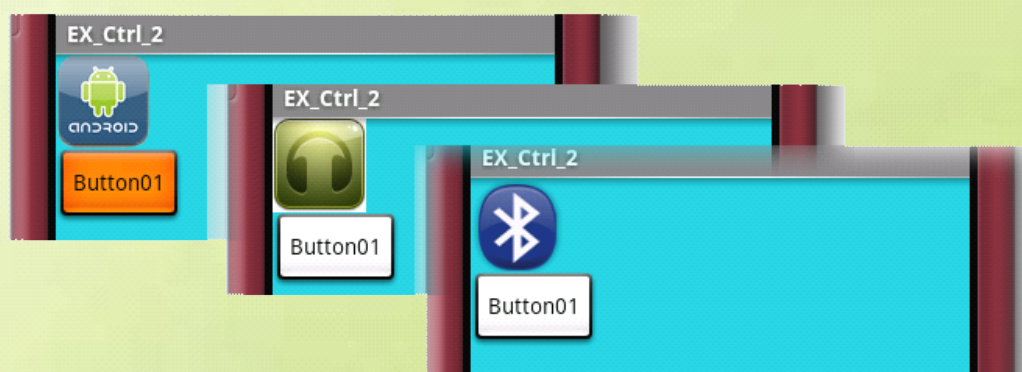 EX_Ctrl_2
ANDROID
Button01
EX_Ctrl_2
Button01
EX_Ctrl_2
Button01